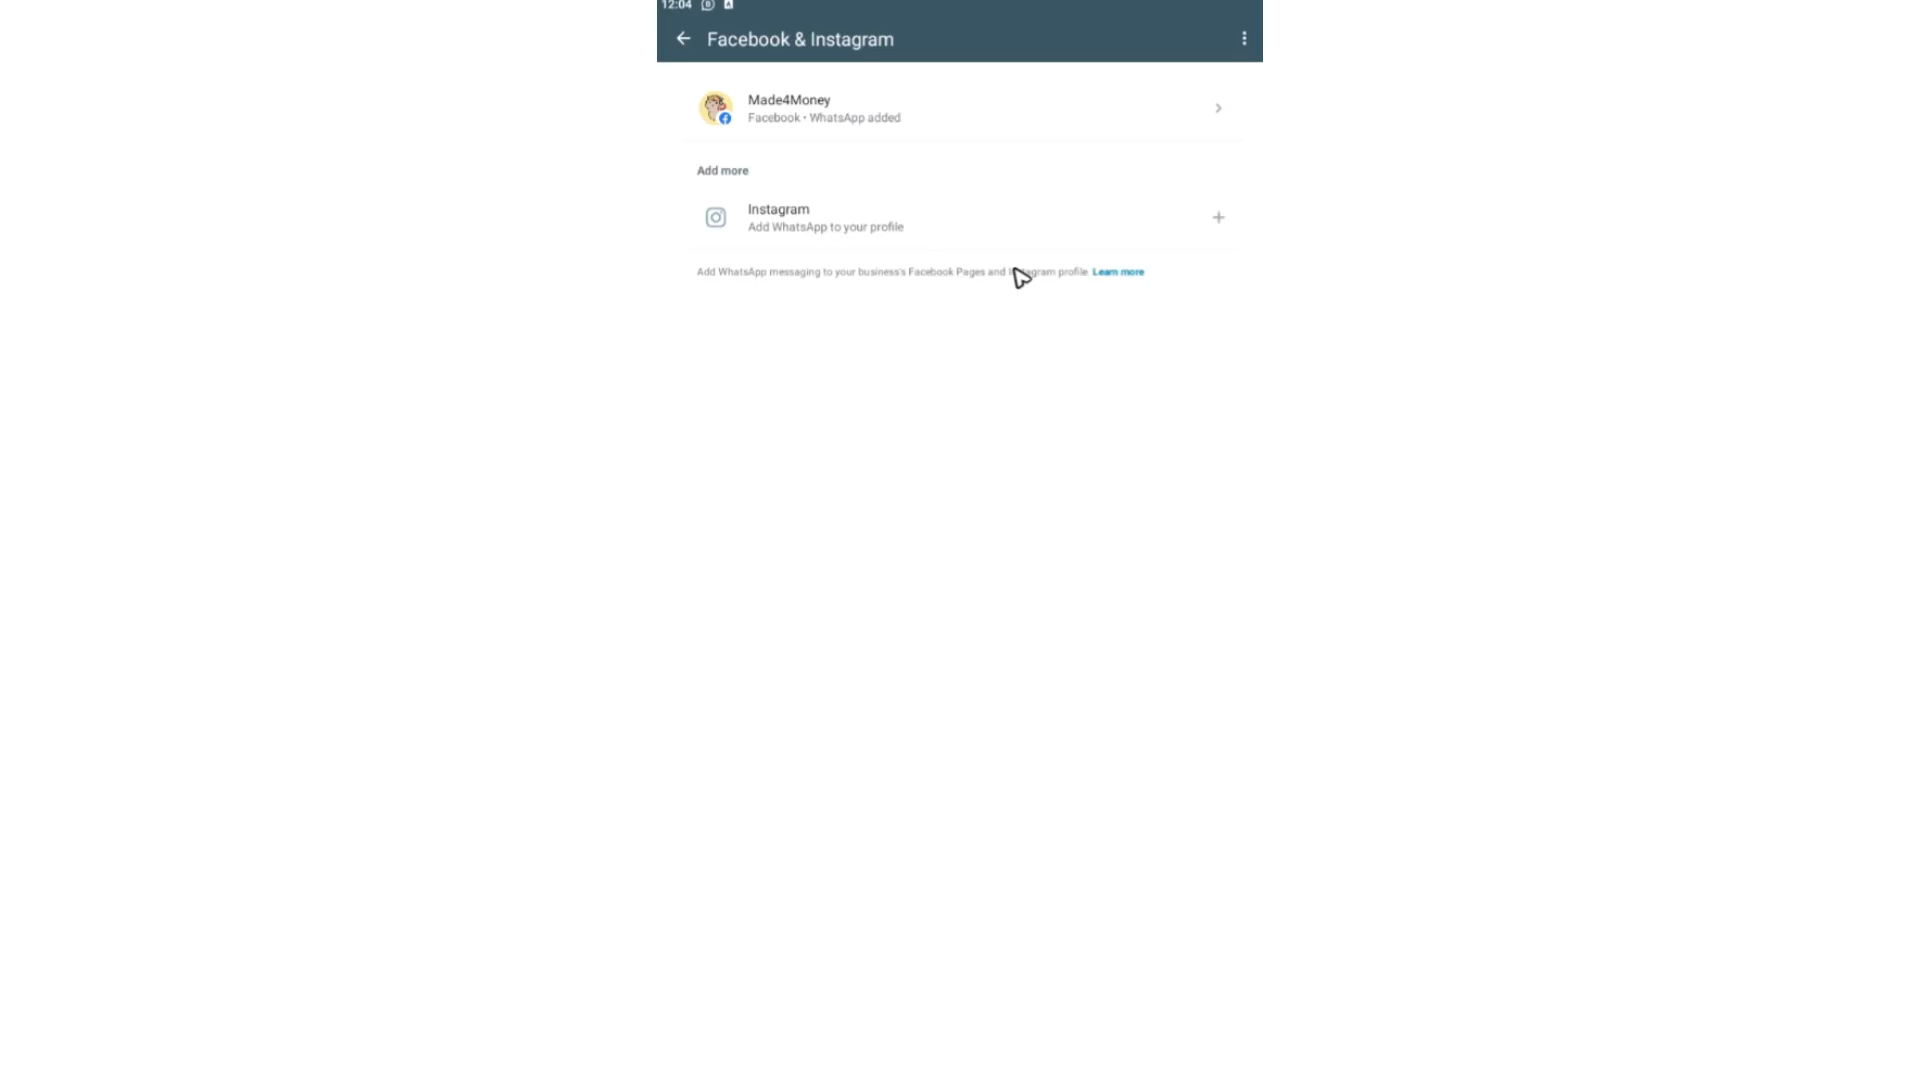 12:04
Facebook & Instagram
Made4Money
Facebook • WhatsApp added
Add more
Instagram
Add WhatsApp to your profile
Add WhatsApp messaging to your business's Facebook Pages and Instagram profile. Learn more